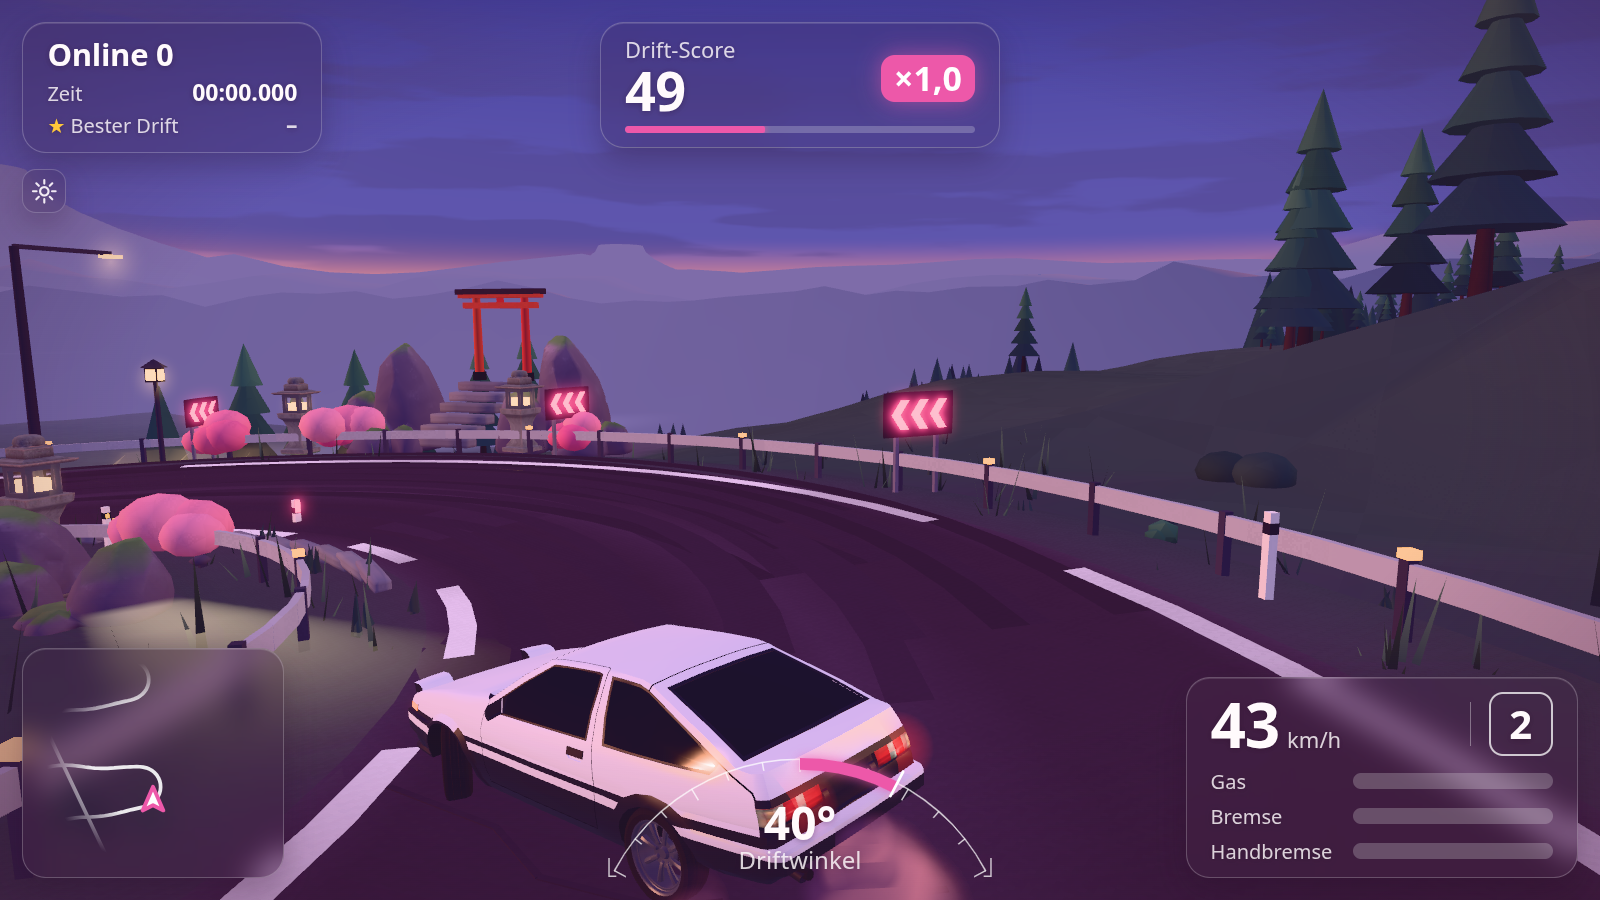 Online 0
Zeit 00:00.000
★ Bester Drift –
Drift-Score
49
×1,0
40°
Driftwinkel
43 km/h
2
Gas
Bremse
Handbremse